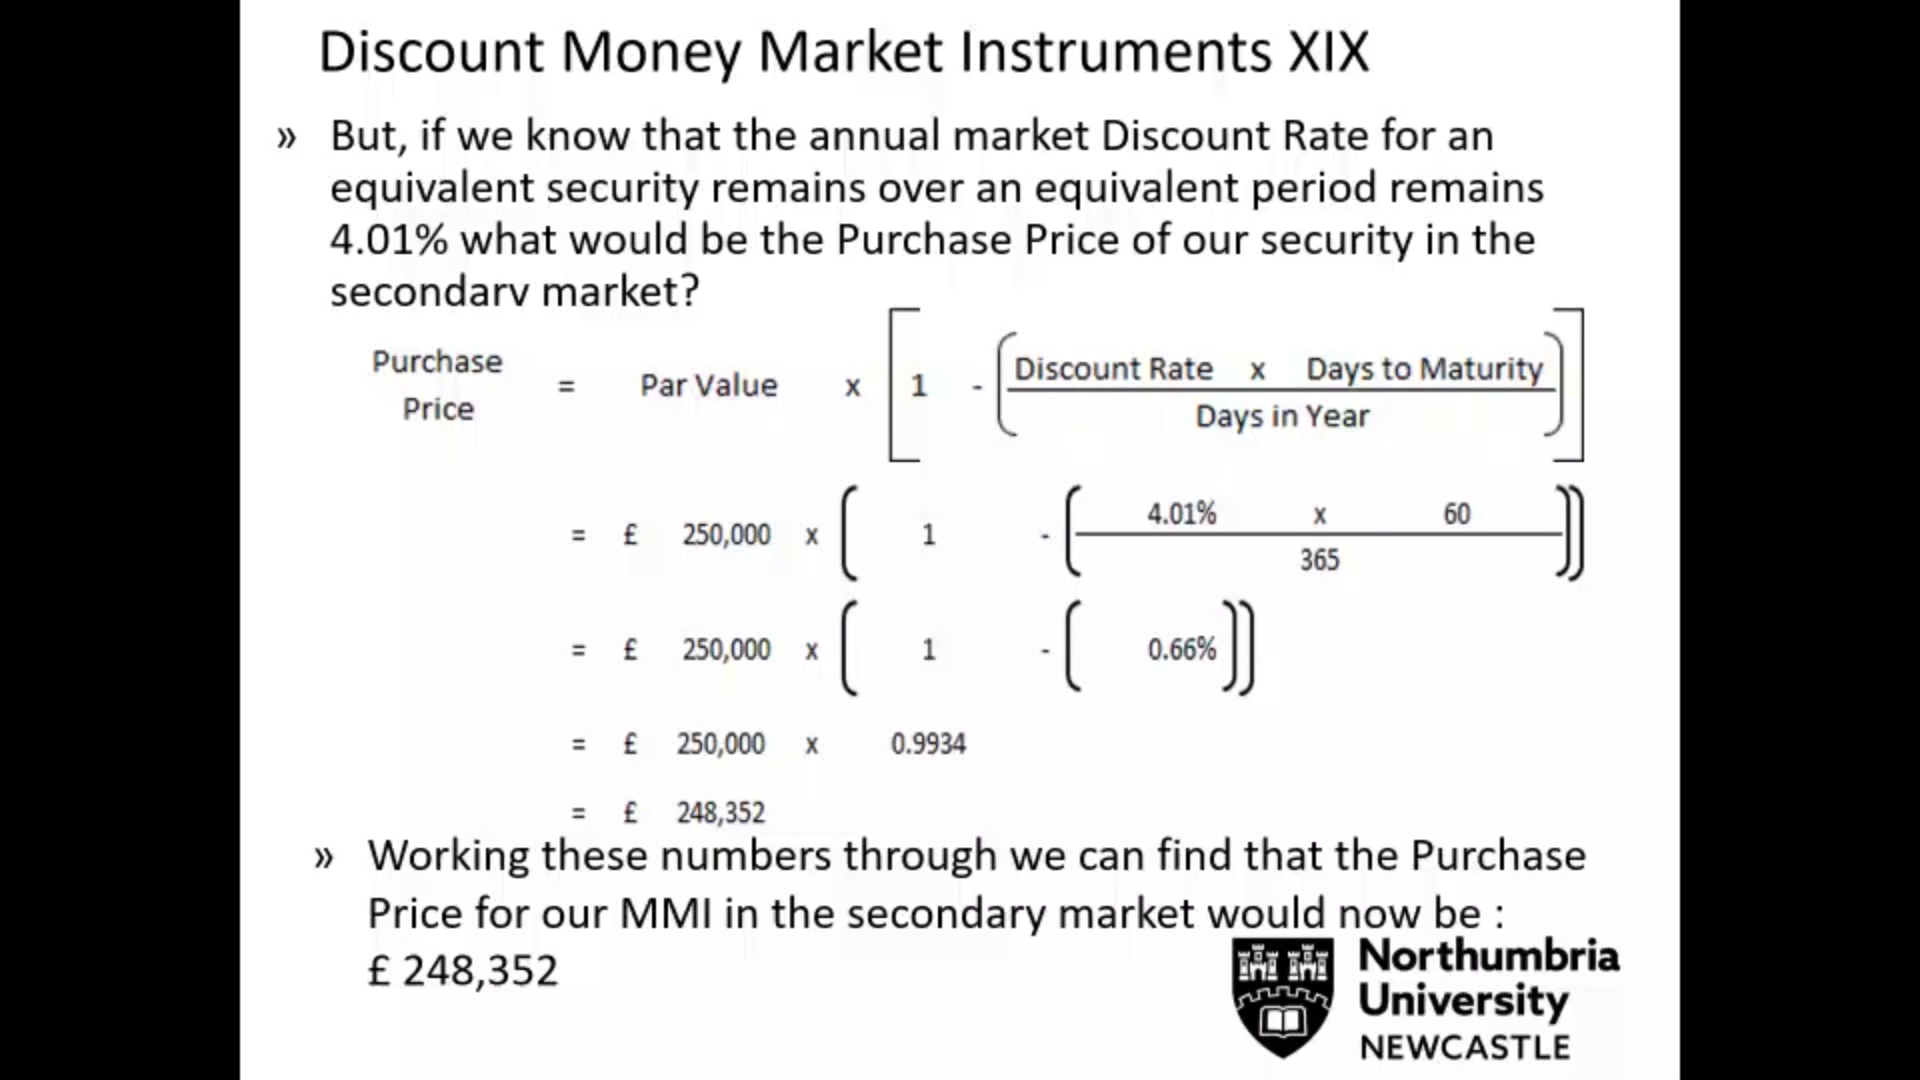 Discount Money Market Instruments XIX
» But, if we know that the annual market Discount Rate for an
equivalent security remains over an equivalent period remains
4.01% what would be the Purchase Price of our security in the
secondary market?
Purchase
Price = Par Value x [ 1 - ( Discount Rate x Days to Maturity
Days in Year ) ]
= £ 250,000 x ( 1 - ( 4.01% x 60
365 ))
= £ 250,000 x ( 1 - ( 0.66% ))
= £ 250,000 x 0.9934
= £ 248,352
» Working these numbers through we can find that the Purchase
Price for our MMI in the secondary market would now be :
£ 248,352
Northumbria
University
NEWCASTLE